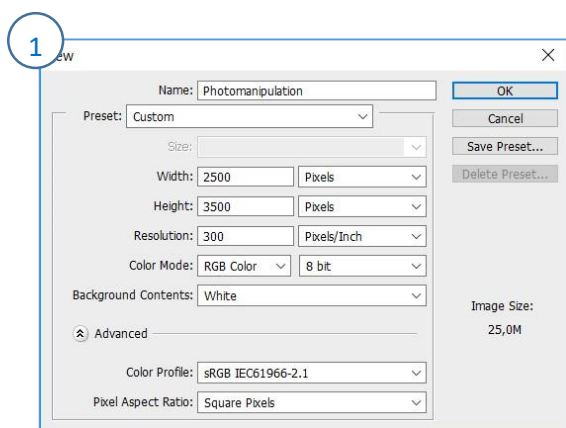 1
ew
Name: Photomanipulation
OK
Preset: Custom
Cancel
Size:
Save Preset...
Width: 2500 Pixels
Delete Preset...
Height: 3500 Pixels
Resolution: 300 Pixels/Inch
Color Mode: RGB Color 8 bit
Background Contents: White
Image Size:
25,0M
Advanced
Color Profile: sRGB IEC61966-2.1
Pixel Aspect Ratio: Square Pixels